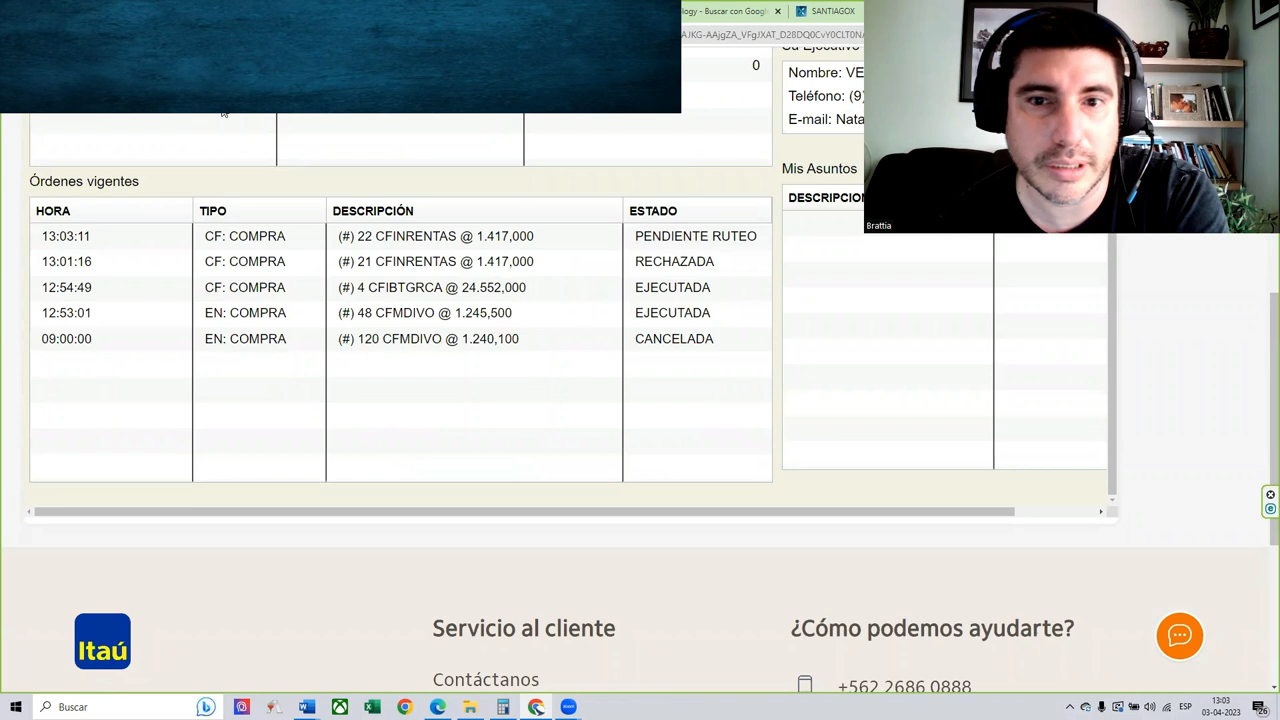 ology - Buscar con Google
SANTIAGOX
AJKG-AAjgZA_VFgJXAT_D28DQ0CvY0CLT0NA
0
Su Ejecutivo
Nombre: VE
Teléfono: (9)
E-mail: Nata
Brattia
Órdenes vigentes
Mis Asuntos
HORA TIPO DESCRIPCIÓN ESTADO
DESCRIPCION
13:03:11 CF: COMPRA (#) 22 CFINRENTAS @ 1.417,000 PENDIENTE RUTEO
13:01:16 CF: COMPRA (#) 21 CFINRENTAS @ 1.417,000 RECHAZADA
12:54:49 CF: COMPRA (#) 4 CFIBTGRCA @ 24.552,000 EJECUTADA
12:53:01 EN: COMPRA (#) 48 CFMDIVO @ 1.245,500 EJECUTADA
09:00:00 EN: COMPRA (#) 120 CFMDIVO @ 1.240,100 CANCELADA
Itaú
Servicio al cliente
¿Cómo podemos ayudarte?
Contáctanos
+562 2686 0888
Buscar
ESP
13:03
03-04-2023
26